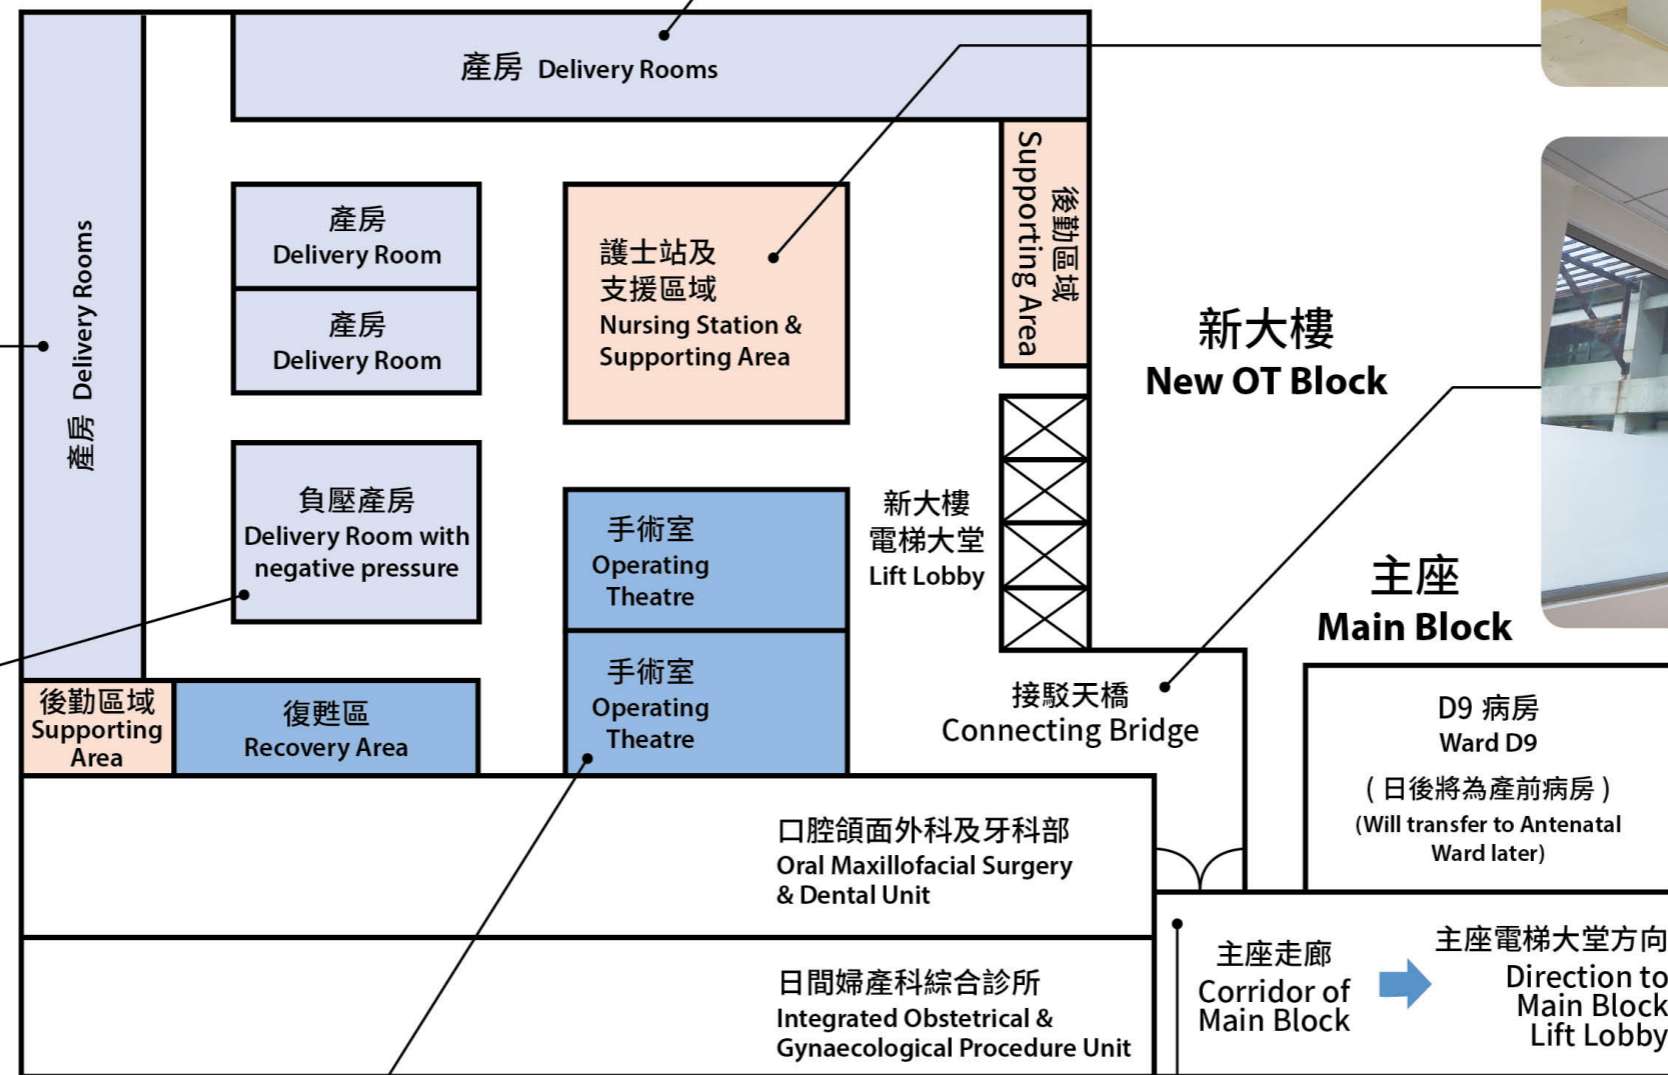 產房 Delivery Rooms
產房 Delivery Rooms
產房
Delivery Room
產房
Delivery Room
護士站及
支援區域
Nursing Station &
Supporting Area
後勤區域
Supporting Area
新大樓
New OT Block
負壓產房
Delivery Room with
negative pressure
手術室
Operating
Theatre
新大樓
電梯大堂
Lift Lobby
主座
Main Block
後勤區域
Supporting
Area
復甦區
Recovery Area
手術室
Operating
Theatre
接駁天橋
Connecting Bridge
D9 病房
Ward D9
( 日後將為產前病房 )
(Will transfer to Antenatal
Ward later)
口腔頜面外科及牙科部
Oral Maxillofacial Surgery
& Dental Unit
日間婦產科綜合診所
Integrated Obstetrical &
Gynaecological Procedure Unit
主座走廊
Corridor of
Main Block
主座電梯大堂方向
Direction to
Main Block
Lift Lobby